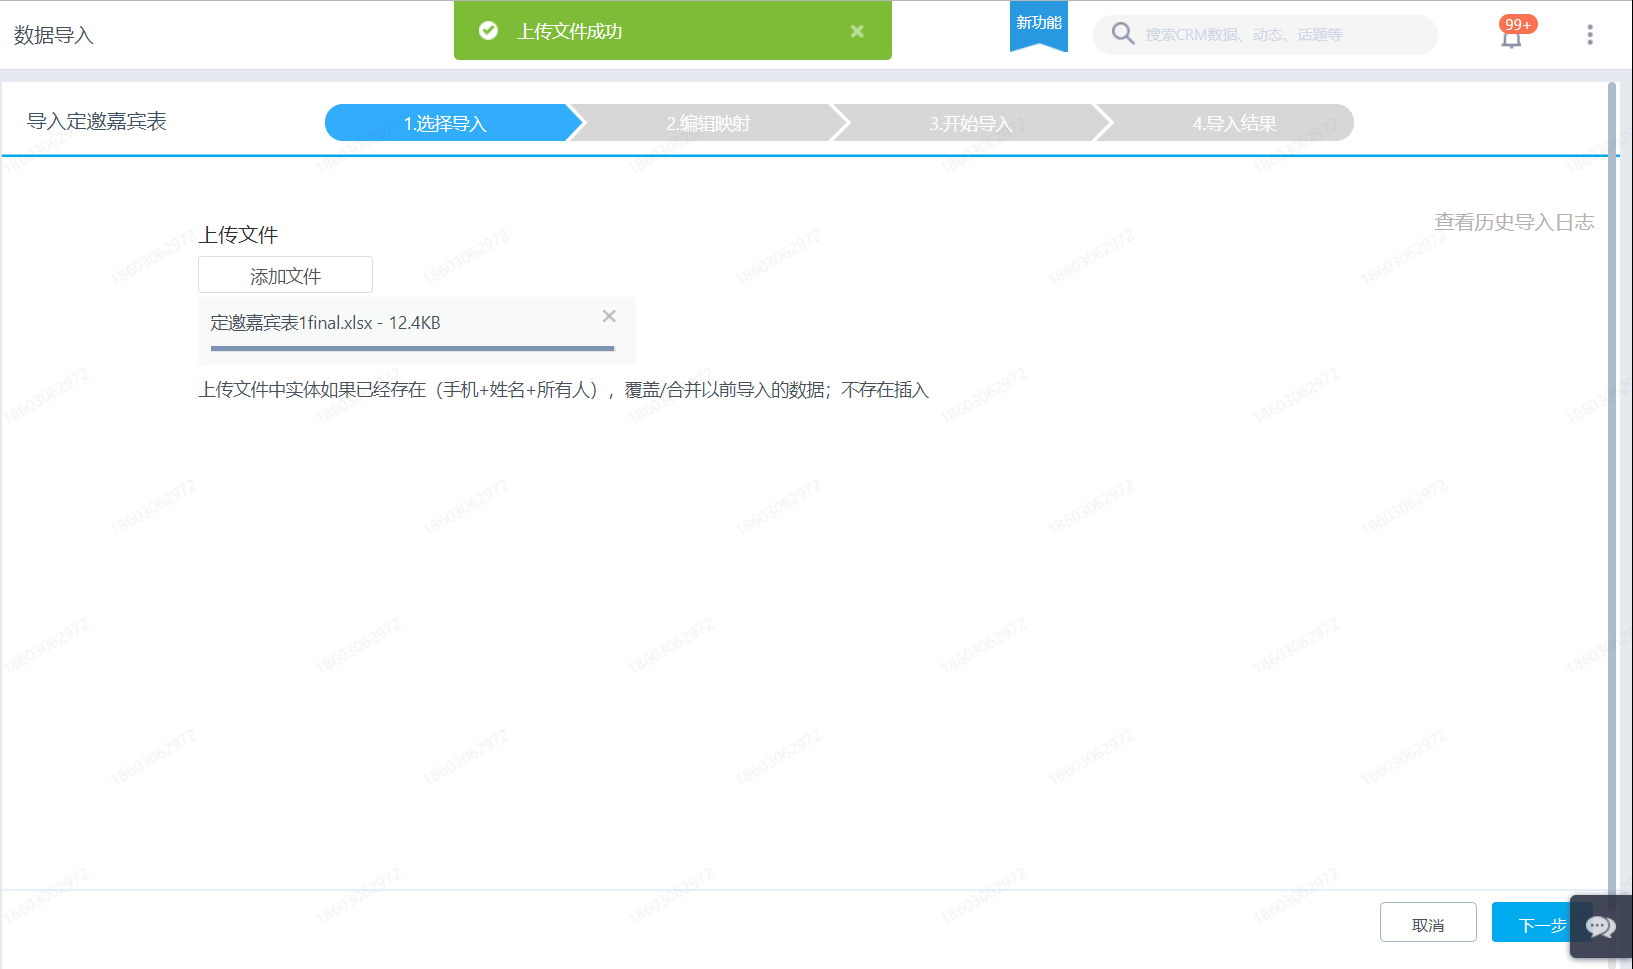 数据导入
上传文件成功
新功能
搜索CRM数据、动态、话题等
99+
导入定邀嘉宾表
1.选择导入
2.编辑映射
3.开始导入
4.导入结果
查看历史导入日志
上传文件
添加文件
定邀嘉宾表1final.xlsx - 12.4KB
上传文件中实体如果已经存在（手机+姓名+所有人），覆盖/合并以前导入的数据；不存在插入
取消
下一步
18603062972